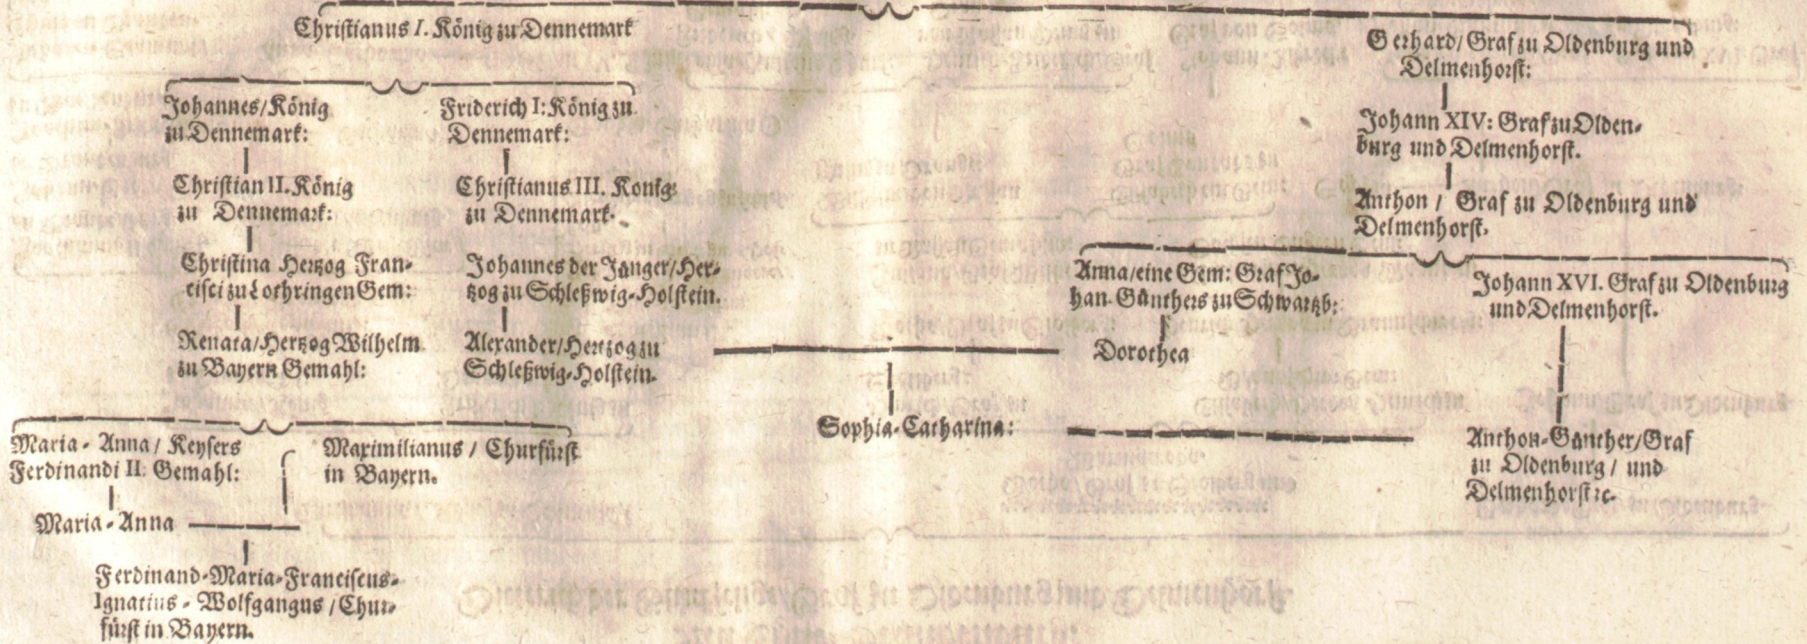 Christianus I. König zu Dennemark
Gerhard/Graf zu Oldenburg und
Delmenhorst:
Johannes/König
zu Dennemark:
Friderich I: König zu
Dennemark:
Johann XIV: Graf zu Olden-
burg und Delmenhorst.
Christian II. König
zu Dennemark:
Christianus III. König
zu Dennemark.
Anthon / Graf zu Oldenburg und
Delmenhorst.
Christina Hertzog Fran-
cisci zu Lothringen Gem:
Johannes der Jünger/Her-
tzog zu Schleßwig-Holstein.
Anna/eine Gem: Graf Jo-
han Günthers zu Schwartzb:
Johann XVI. Graf zu Oldenburg
und Delmenhorst.
Renata/Hertzog Wilhelm
zu Bayern Gemahl:
Alexander/Hertzog zu
Schleßwig-Holstein.
Dorothea
Sophia-Catharina:
Anthon-Günther/Graf
zu Oldenburg / und
Delmenhorst ꝛc.
Maria-Anna/ Keysers
Ferdinandi II: Gemahl:
Maximilianus / Churfürst
in Bayern.
Maria-Anna
Ferdinand-Maria-Franciscus-
Ignatius-Wolfgangus /Chur-
fürst in Bayern.